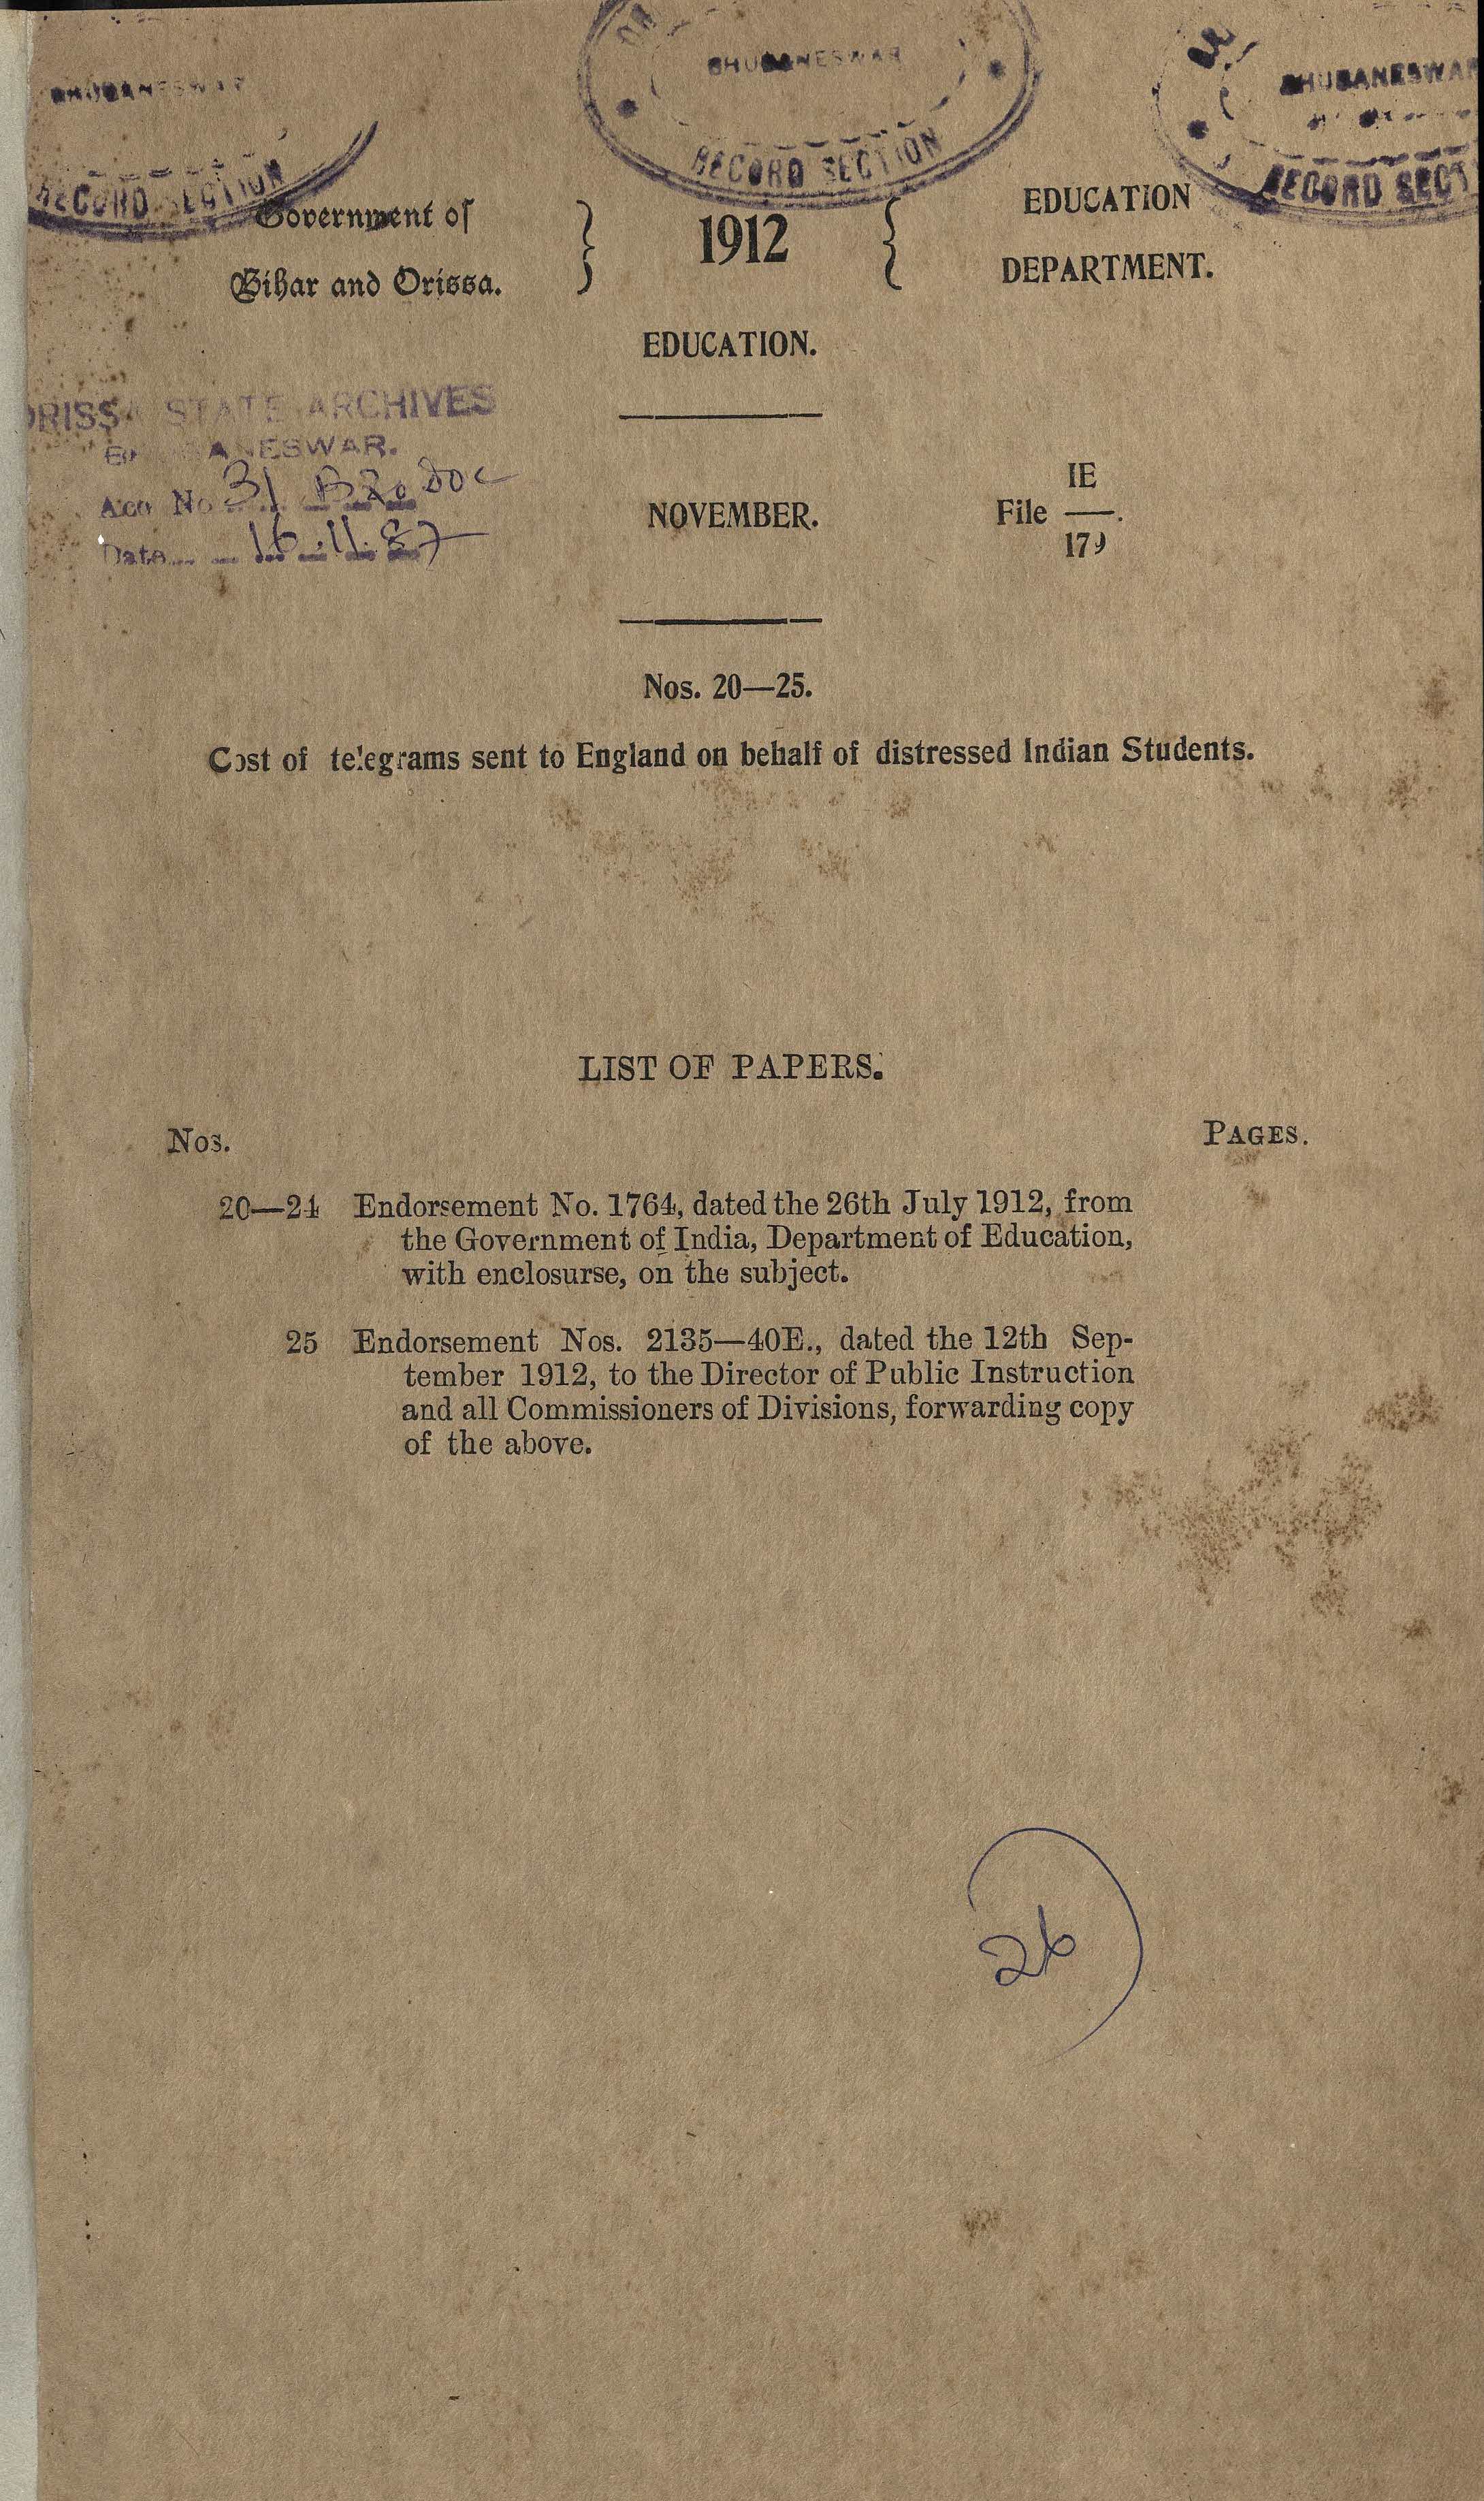 BHUBANESWAR
BHUBANESWAR
BHUBANESWAR
RECORD SECTION
RECORD SECTION
RECORD SECT
Government of
Bihar and Orissa.
}
1912
{
EDUCATION
DEPARTMENT.
EDUCATION.
ORISSA STATE ARCHIVES
BHUBANESWAR.
Acc No 31 B&O doc
Date 16.11.87
NOVEMBER.
IE
File ——.
179
Nos. 20—25.
Cost of telegrams sent to England on behalf of distressed Indian Students.
LIST OF PAPERS.
Nos.
PAGES.
20—24 Endorsement No. 1764, dated the 26th July 1912, from
the Government of India, Department of Education,
with enclosurse, on the subject.
25 Endorsement Nos. 2135—40E., dated the 12th Sep-
tember 1912, to the Director of Public Instruction
and all Commissioners of Divisions, forwarding copy
of the above.
26